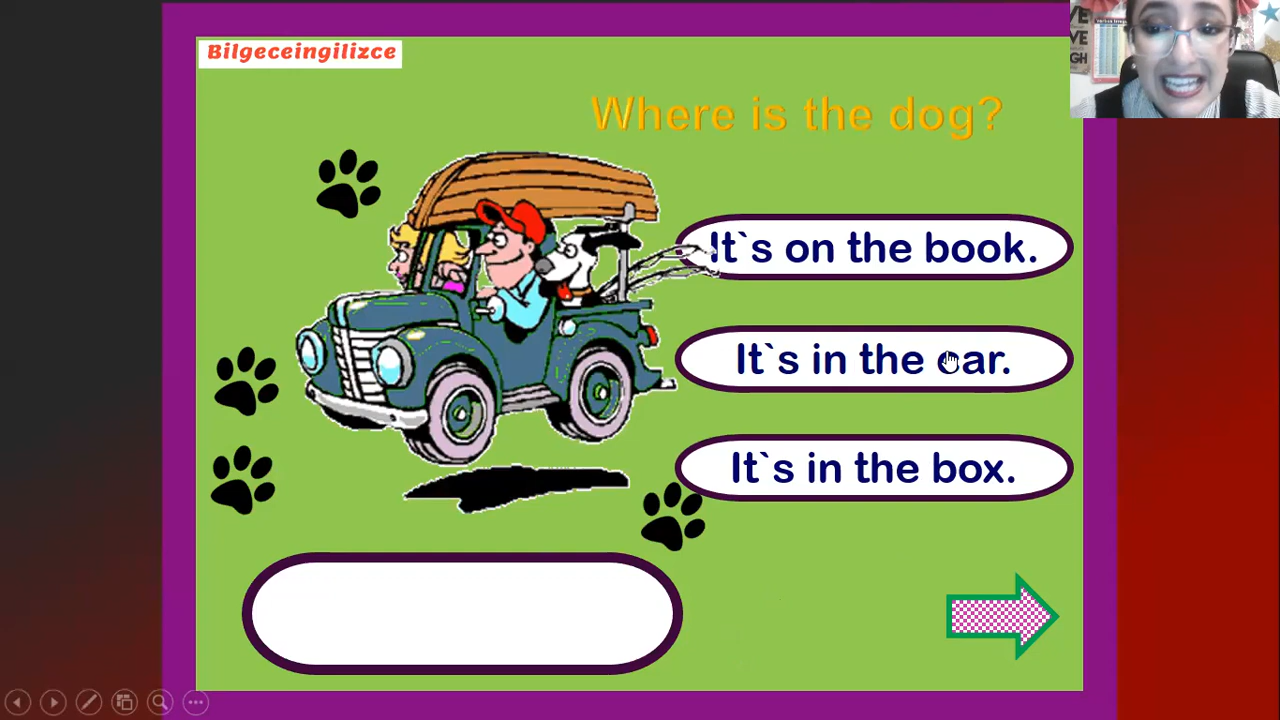 Bilgeceingilizce
Where is the dog?
It`s on the book.
It`s in the car.
It`s in the box.